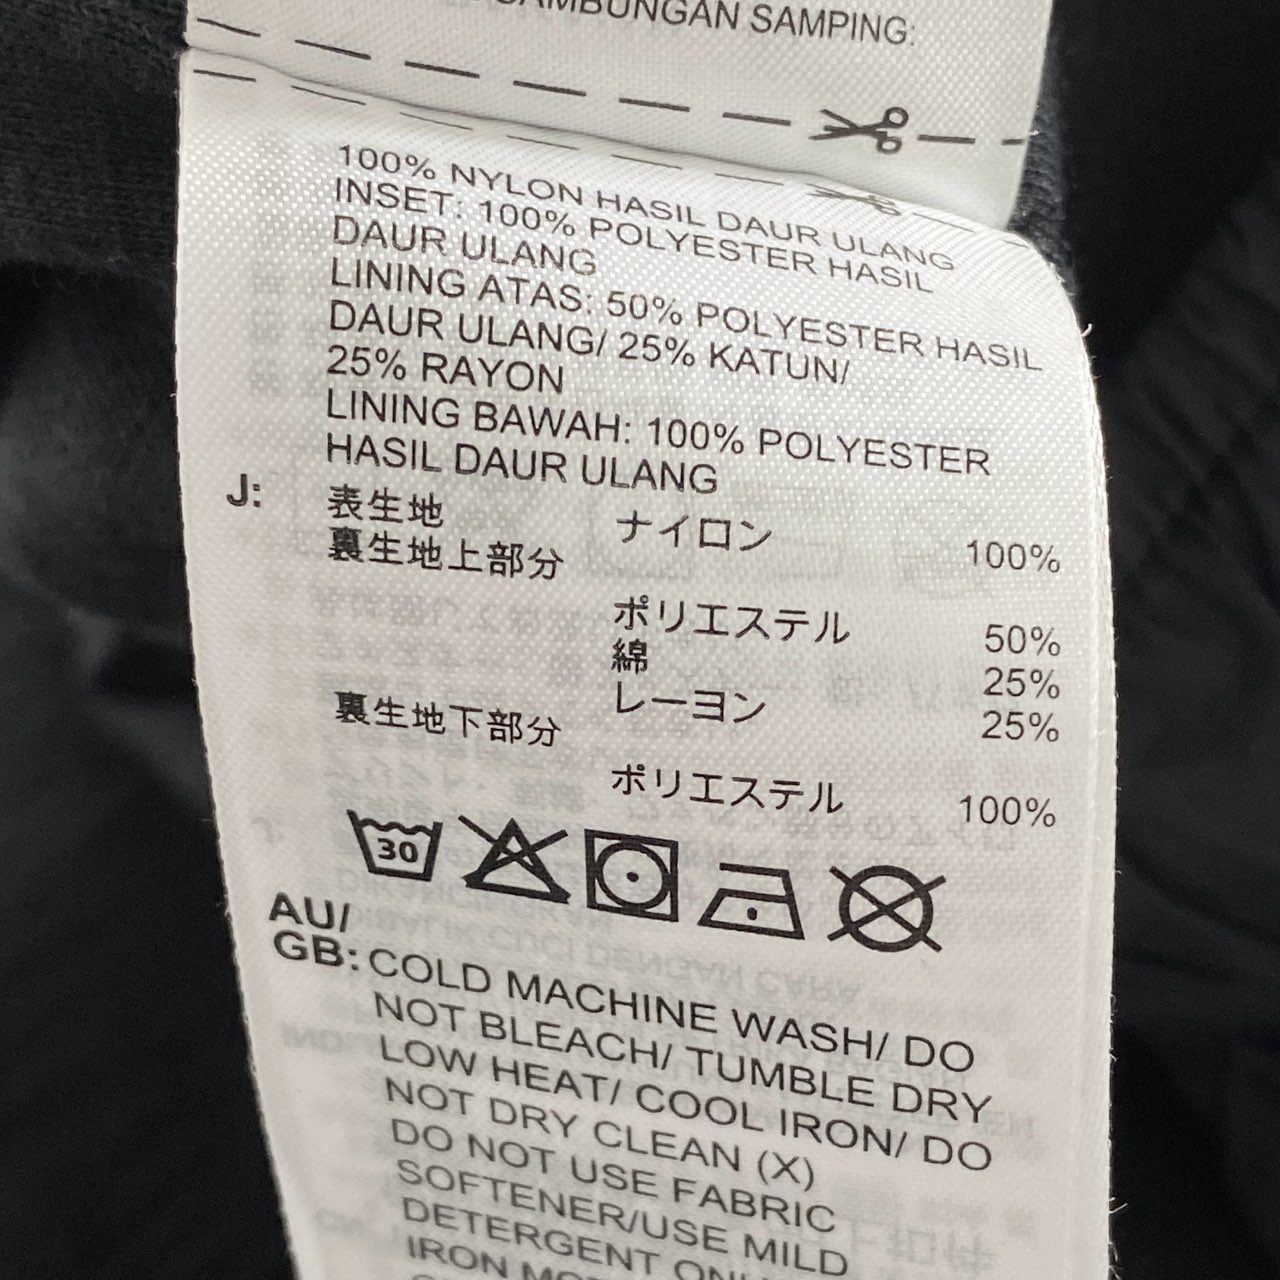 SAMBUNGAN SAMPING:
100% NYLON HASIL DAUR ULANG
INSET: 100% POLYESTER HASIL
DAUR ULANG
LINING ATAS: 50% POLYESTER HASIL
DAUR ULANG/ 25% KATUN/
25% RAYON
LINING BAWAH: 100% POLYESTER
HASIL DAUR ULANG
J: 表生地 ナイロン 100%
裏生地上部分
ポリエステル 50%
綿 25%
レーヨン 25%
裏生地下部分
ポリエステル 100%
30
AU/
GB: COLD MACHINE WASH/ DO
NOT BLEACH/ TUMBLE DRY
LOW HEAT/ COOL IRON/ DO
NOT DRY CLEAN (X)
DO NOT USE FABRIC
SOFTENER/USE MILD
DETERGENT ONLY
IRON